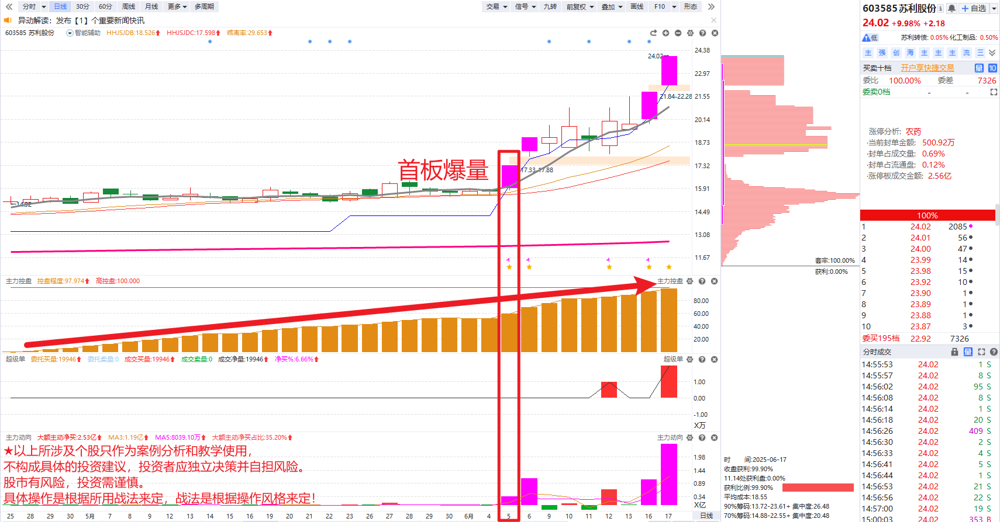 分时 日线 30分 60分 周线 月线 更多 多周期 交易 信号 九转 前复权 叠加 画线 F10 形态
异动解读：发布【1】个重要新闻快讯
603585 苏利股份 智能辅助 HHJSJDB:18.526 HHJSJDC:17.598 乖离率:29.653
24.38
24.02
22.97
21.84-22.28
21.55
20.14
18.73
17.33-17.88
17.32
首板爆量
15.91
14.92
14.49
13.08
11.67
主力控盘 控盘程度:97.974 高控盘:100.000 主力控盘
80.00
60.00
40.00
20.00
超级单 委托买量:19946 委托卖量:0 成交买量:19946 成交卖量:0 成交净量:19946 净买%:6.66% 超级单
1.00
0.00
-1.00
X万
主力动向 大额主动净买:2.53亿 MA3:1.19亿 MA5:8039.10万 大额主动净买占比:35.20% 主力动向
★以上所涉及个股只作为案例分析和教学使用，
不构成具体的投资建议，投资者应独立决策并自担风险。
股市有风险，投资需谨慎。
具体操作是根据所用战法来定，战法是根据操作风格来定！
1.98
1.44
0.89
0.34
X亿
25 28 29 30 5月 7 8 9 12 13 14 15 16 19 20 21 22 23 26 27 28 29 30 6月 4 5 6 9 10 11 12 13 16 17 日线
套牢:100.00%
获利:0.00%
时 间:2025-06-17
收盘获利:99.90%
11.14处获利盘:0.00%
获利比例:99.90%
平均成本:18.55
90%筹码:13.72-23.61+ 集中度:26.48
70%筹码:14.88-22.55+ 集中度:20.48
603585 苏利股份 自选
24.02 +9.98% +2.18
低 苏利转债: 0.05% 化工制品: 0.50%
主 强 创 海 主 主 主 流 三
买卖十档 开户享快捷交易 量 10
委比 100.00% 委差 7326
委卖0档 - -
涨停分析: 农药
·当前封单金额: 500.92万
·封单占成交量: 0.69%
·封单占流通盘: 0.12%
·涨停板成交金额: 2.56亿
100%
1 24.02 2085
2 24.01 56
3 24.00 47
4 23.99 14
5 23.98 15
6 23.92 10
7 23.90 1
8 23.89 1
9 23.88 1
10 23.87 3
委买195档 22.92 7326
分时成交 量
14:55:53 24.02 1 S
14:55:57 24.02 8 S
14:56:02 24.02 95 S
14:56:08 24.02 8 S
14:56:14 24.02 1 S
14:56:18 24.02 20 S
14:56:26 24.02 409 S
14:56:30 24.02 2 S
14:56:33 24.02 4 S
14:56:41 24.02 5 S
14:56:44 24.02 1 S
14:56:53 24.02 21 S
14:56:56 24.02 22 S
14:57:00 24.02 19 S
15:00:03 24.02 353 B